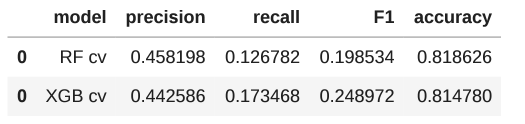 model precision recall F1 accuracy
0 RF cv 0.458198 0.126782 0.198534 0.818626
0 XGB cv 0.442586 0.173468 0.248972 0.814780